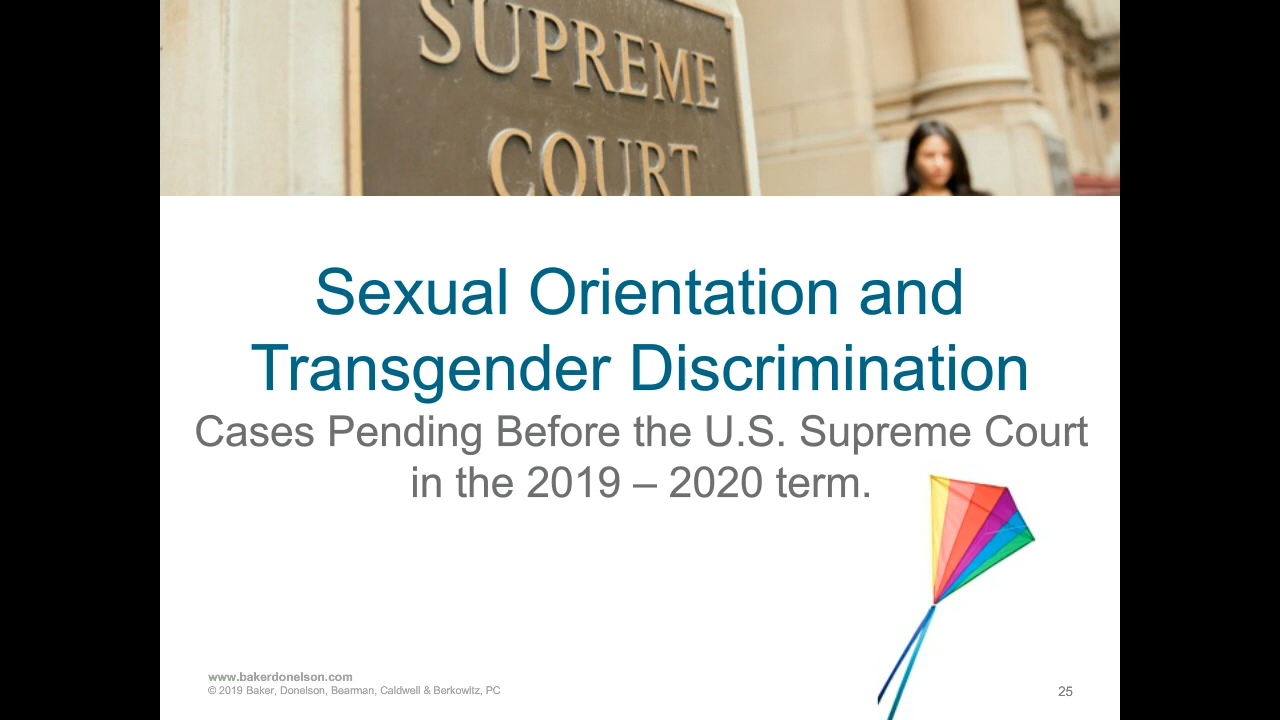 SUPREME
COURT
Sexual Orientation and
Transgender Discrimination
Cases Pending Before the U.S. Supreme Court
in the 2019 – 2020 term.
www.bakerdonelson.com
© 2019 Baker, Donelson, Bearman, Caldwell & Berkowitz, PC
25